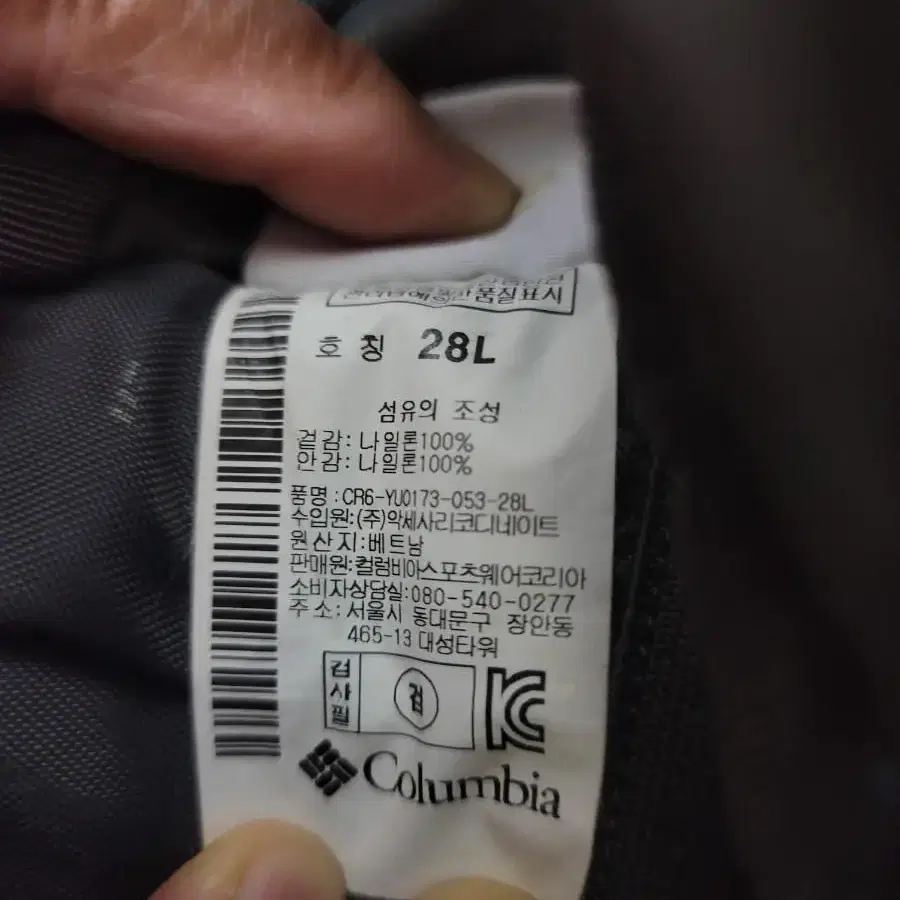 품질표시
호 칭 28L
섬유의 조성
겉감: 나일론100%
안감: 나일론100%
품명 : CR6-YU0173-053-28L
수입원: (주)악세사리코디네이트
원산지:베트남
판매원:컬럼비아스포츠웨어코리아
소비자상담실:080-540-0277
주 소: 서울시 동대문구 장안동
465-13 대성타워
검사필
검
KC
Columbia